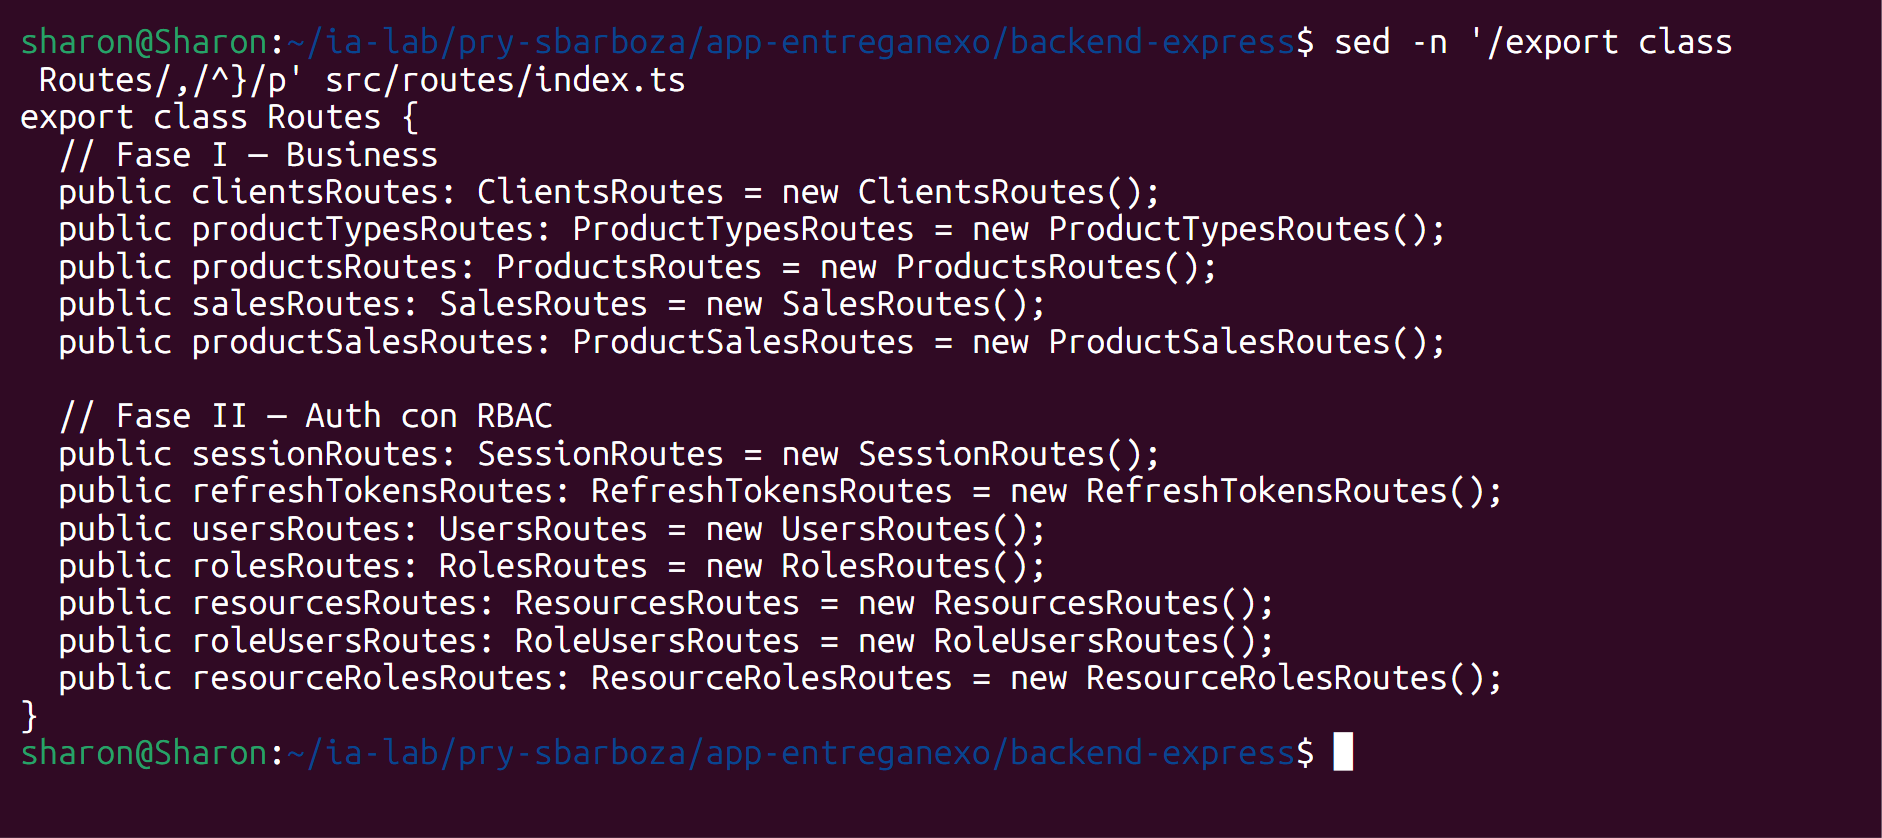 sharon@Sharon:~/ia-lab/pry-sbarboza/app-entreganexo/backend-express$ sed -n '/export class
 Routes/,/^}/p' src/routes/index.ts
export class Routes {
  // Fase I — Business
  public clientsRoutes: ClientsRoutes = new ClientsRoutes();
  public productTypesRoutes: ProductTypesRoutes = new ProductTypesRoutes();
  public productsRoutes: ProductsRoutes = new ProductsRoutes();
  public salesRoutes: SalesRoutes = new SalesRoutes();
  public productSalesRoutes: ProductSalesRoutes = new ProductSalesRoutes();

  // Fase II — Auth con RBAC
  public sessionRoutes: SessionRoutes = new SessionRoutes();
  public refreshTokensRoutes: RefreshTokensRoutes = new RefreshTokensRoutes();
  public usersRoutes: UsersRoutes = new UsersRoutes();
  public rolesRoutes: RolesRoutes = new RolesRoutes();
  public resourcesRoutes: ResourcesRoutes = new ResourcesRoutes();
  public roleUsersRoutes: RoleUsersRoutes = new RoleUsersRoutes();
  public resourceRolesRoutes: ResourceRolesRoutes = new ResourceRolesRoutes();
}
sharon@Sharon:~/ia-lab/pry-sbarboza/app-entreganexo/backend-express$